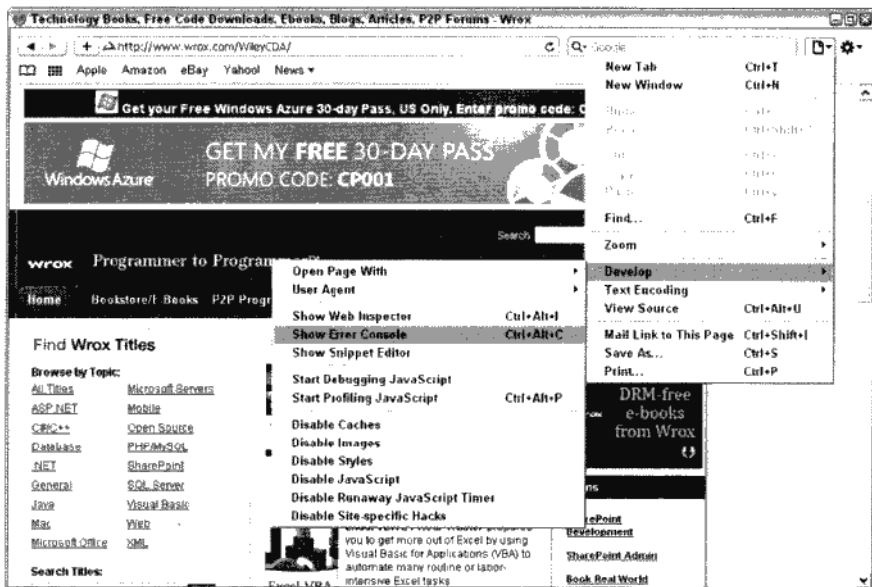 Technology Books, Free Code Downloads, Ebooks, Blogs, Articles, P2P Forums - Wrox
http://www.wrox.com/WileyCDA/
Google
Apple Amazon eBay Yahoo! News
Get your Free Windows Azure 30-day Pass, US Only. Enter promo code:
Windows Azure
GET MY FREE 30-DAY PASS
PROMO CODE: CP001
Search
wrox Programmer to Programmer
Home Bookstore/E-Books P2P
New Tab Ctrl+T
New Window Ctrl+N
Find... Ctrl+F
Zoom
Develop
Text Encoding
View Source Ctrl+Alt+U
Mail Link to This Page Ctrl+Shift+I
Save As... Ctrl+S
Print... Ctrl+P
Open Page With
User Agent
Show Web Inspector Ctrl+Alt+I
Show Error Console Ctrl+Alt+C
Show Snippet Editor
Start Debugging JavaScript
Start Profiling JavaScript Ctrl+Alt+P
Disable Caches
Disable Images
Disable Styles
Disable JavaScript
Disable Runaway JavaScript Timer
Disable Site-specific Hacks
Find Wrox Titles
Browse by Topic:
All Titles Microsoft Servers
ASP.NET Mobile
C#/C++ Open Source
Database PHP/MySQL
.NET SharePoint
General SQL Server
Java Visual Basic
Mac Web
Microsoft Office XML
Search Titles:
you to get more out of Excel by using
Visual Basic for Applications (VBA) to
automate many routine or labor-
intensive Excel tasks
Excel VBA
DRM-free
e-books
from Wrox
Development
SharePoint Admin
Book Real World